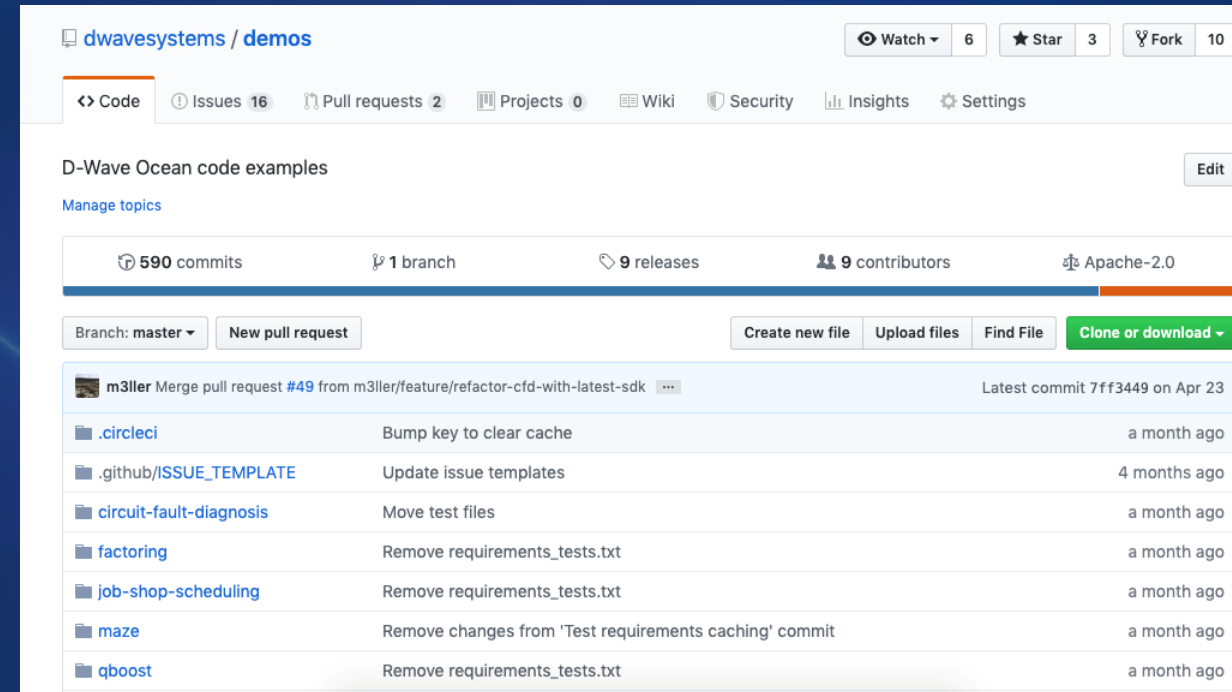 dwavesystems / demos
Watch 6 Star 3 Fork 10
Code Issues 16 Pull requests 2 Projects 0 Wiki Security Insights Settings
D-Wave Ocean code examples
Edit
Manage topics
590 commits 1 branch 9 releases 9 contributors Apache-2.0
Branch: master New pull request Create new file Upload files Find File Clone or download
m3ller Merge pull request #49 from m3ller/feature/refactor-cfd-with-latest-sdk ... Latest commit 7ff3449 on Apr 23
.circleci Bump key to clear cache a month ago
.github/ISSUE_TEMPLATE Update issue templates 4 months ago
circuit-fault-diagnosis Move test files a month ago
factoring Remove requirements_tests.txt a month ago
job-shop-scheduling Remove requirements_tests.txt a month ago
maze Remove changes from 'Test requirements caching' commit a month ago
qboost Remove requirements_tests.txt a month ago